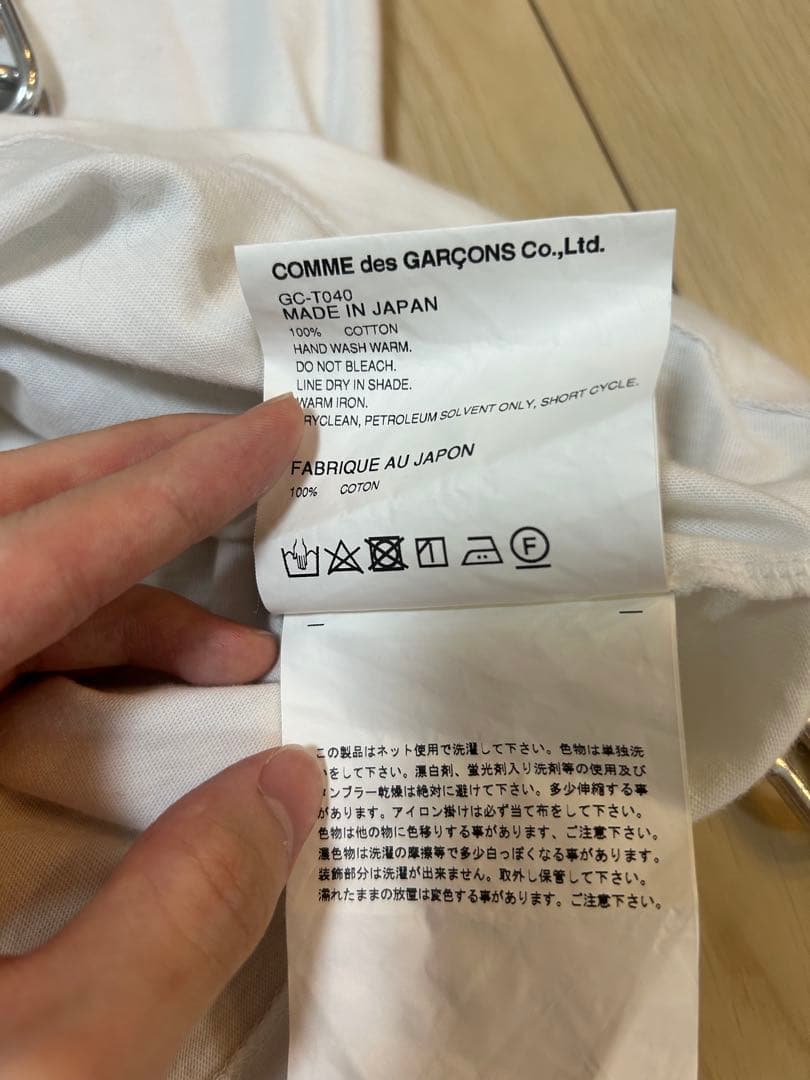 COMME des GARÇONS Co.,Ltd.
GC-T040
MADE IN JAPAN
100% COTTON
HAND WASH WARM.
DO NOT BLEACH.
LINE DRY IN SHADE.
WARM IRON.
RYCLEAN, PETROLEUM SOLVENT ONLY, SHORT CYCLE.
FABRIQUE AU JAPON
100% COTON
F
この製品はネット使用で洗濯して下さい。色物は単独洗
いをして下さい。漂白剤、蛍光剤入り洗剤等の使用及び
タンブラー乾燥は絶対に避けて下さい。多少伸縮する事
があります。アイロン掛けは必ず当て布をして下さい。
色物は他の物に色移りする事があります、ご注意下さい。
濃色物は洗濯の摩擦等で多少白っぽくなる事があります。
装飾部分は洗濯が出来ません。取外し保管して下さい。
濡れたままの放置は変色する事があります。ご注意下さい。